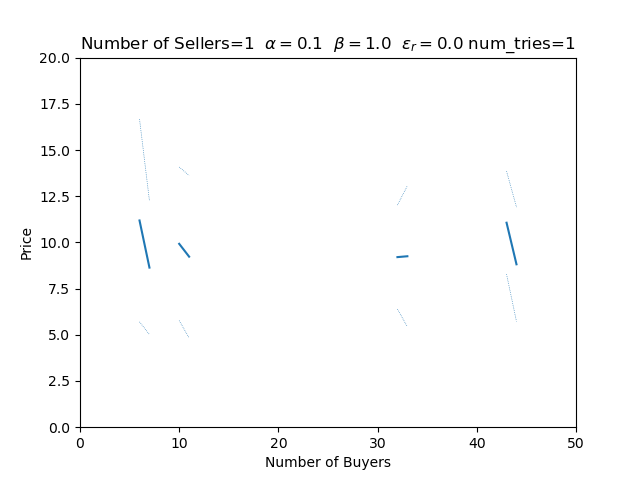 Number of Sellers=1 α = 0.1 β = 1.0 εᵣ = 0.0 num_tries=1
20.0
17.5
15.0
12.5
10.0
7.5
5.0
2.5
0.0
Price
0 10 20 30 40 50
Number of Buyers